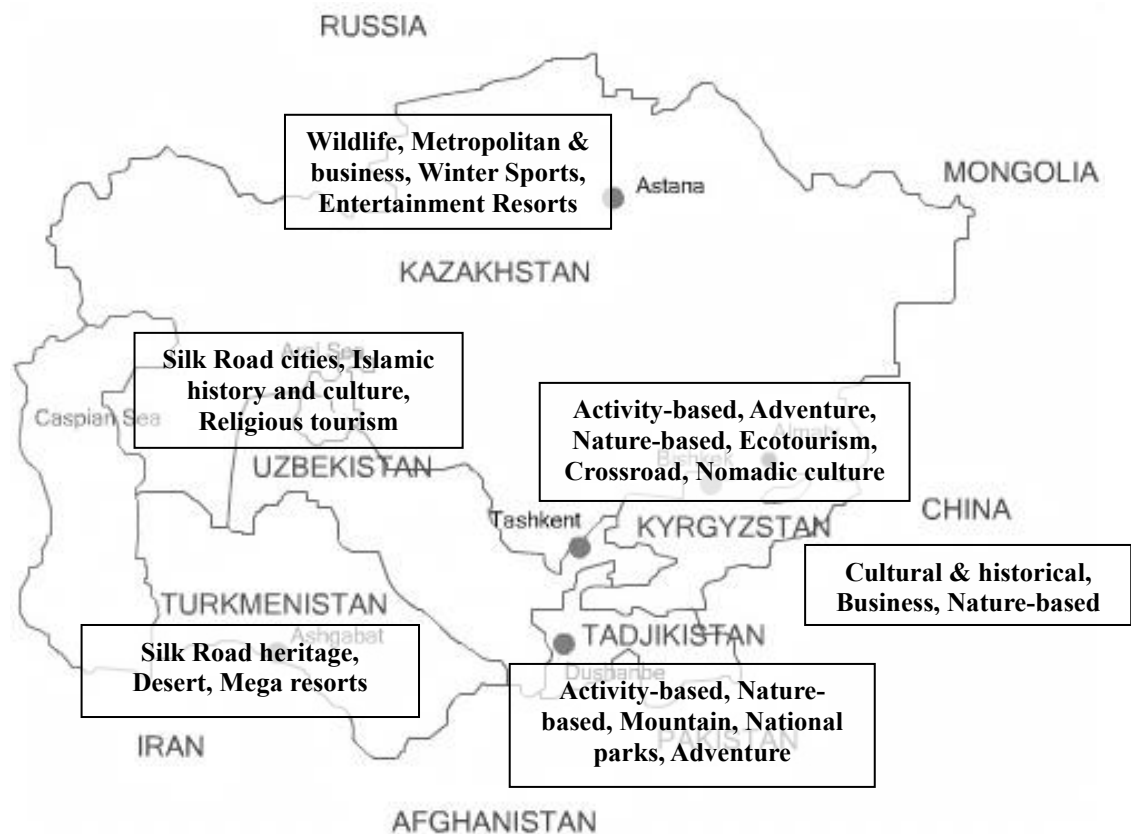 RUSSIA
Wildlife, Metropolitan &
business, Winter Sports,
Entertainment Resorts
Astana
MONGOLIA
KAZAKHSTAN
Aral Sea
Silk Road cities, Islamic
history and culture,
Religious tourism
Caspian Sea
Activity-based, Adventure,
Nature-based, Ecotourism,
Crossroad, Nomadic culture
Almaty
Bishkek
UZBEKISTAN
CHINA
Tashkent
KYRGYZSTAN
Cultural & historical,
Business, Nature-based
TURKMENISTAN
Ashgabat
TADJIKISTAN
Silk Road heritage,
Desert, Mega resorts
Dushanbe
Activity-based, Nature-
based, Mountain, National
parks, Adventure
PAKISTAN
IRAN
AFGHANISTAN